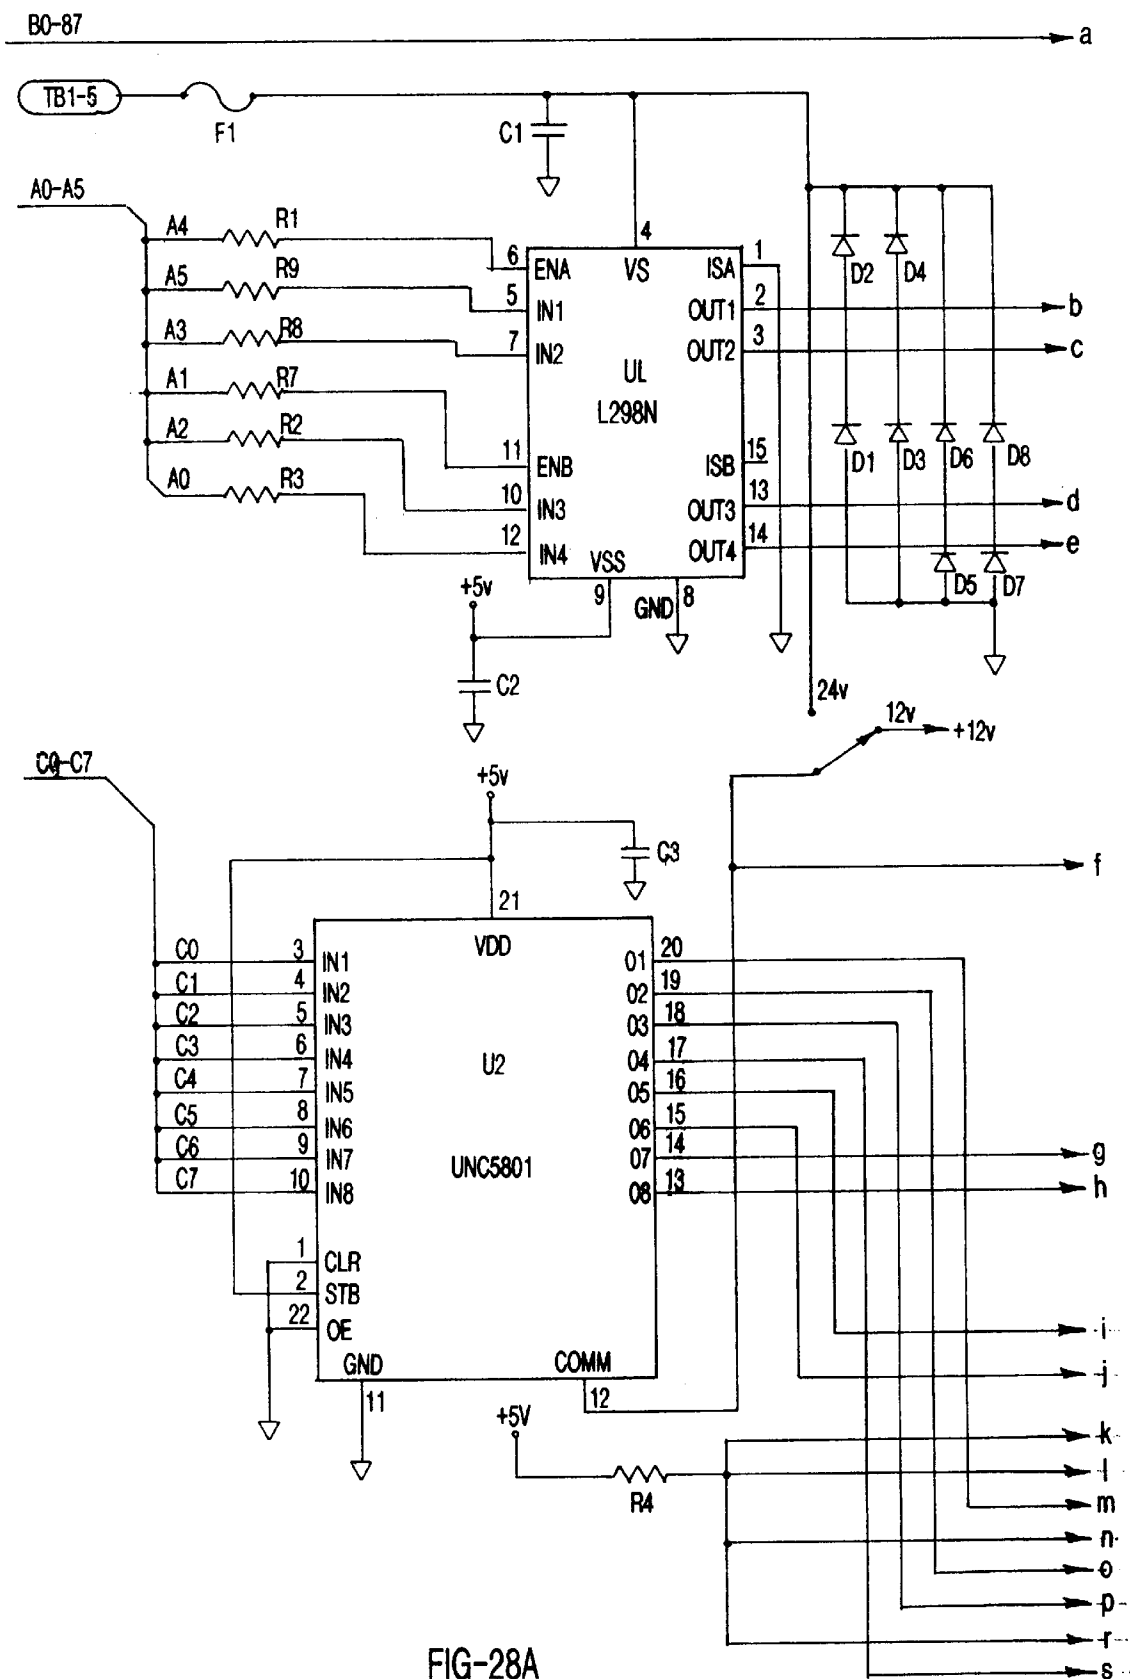 B0-87
a
TB1-5
F1
C1
A0-A5
A4 R1
A5 R9
A3 R8
A1 R7
A2 R2
A0 R3
6 ENA
5 IN1
7 IN2
11 ENB
10 IN3
12 IN4
4
VS
UL
L298N
VSS
9
GND
8
ISA 1
OUT1 2
OUT2 3
ISB 15
OUT3 13
OUT4 14
D2 D4
D1 D3 D6 D8
D5 D7
b
c
d
e
+5v
C2
24v
12v
+12v
-C7
+5v
C3
f
21
VDD
U2
UNC5801
C0 3 IN1
C1 4 IN2
C2 5 IN3
C3 6 IN4
C4 7 IN5
C5 8 IN6
C6 9 IN7
C7 10 IN8
1 CLR
2 STB
22 OE
GND
11
COMM
12
01 20
02 19
03 18
04 17
05 16
06 15
07 14
08 13
g
h
i
j
+5V
R4
k
l
m
n
o
p
r
s
FIG-28A